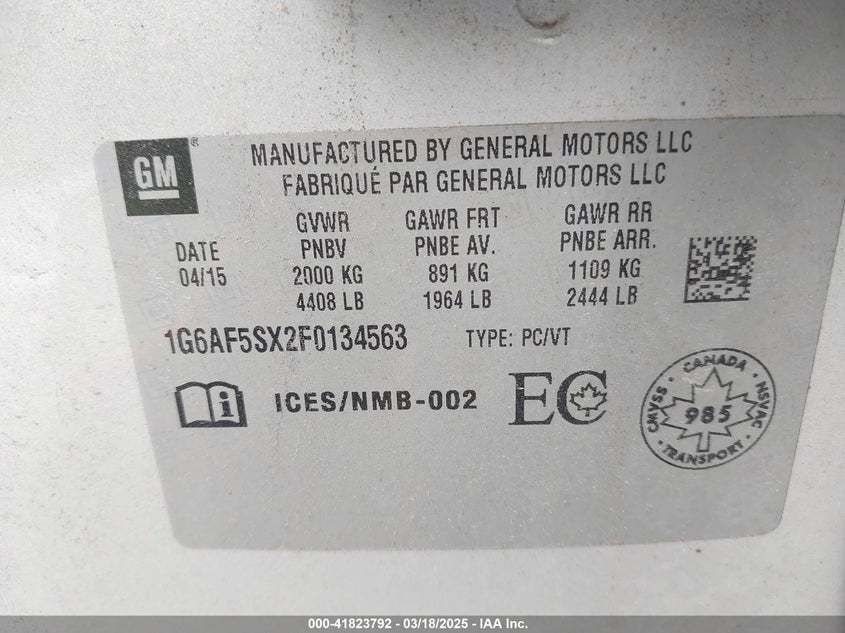 GM
MANUFACTURED BY GENERAL MOTORS LLC
FABRIQUÉ PAR GENERAL MOTORS LLC
DATE
04/15
GVWR
PNBV
2000 KG
4408 LB
GAWR FRT
PNBE AV.
891 KG
1964 LB
GAWR RR
PNBE ARR.
1109 KG
2444 LB
1G6AF5SX2F0134563 TYPE: PC/VT
i ICES/NMB-002 EC
CANADA
CMVSS 985 NSVAC
TRANSPORT
000-41823792 - 03/18/2025 - IAA Inc.